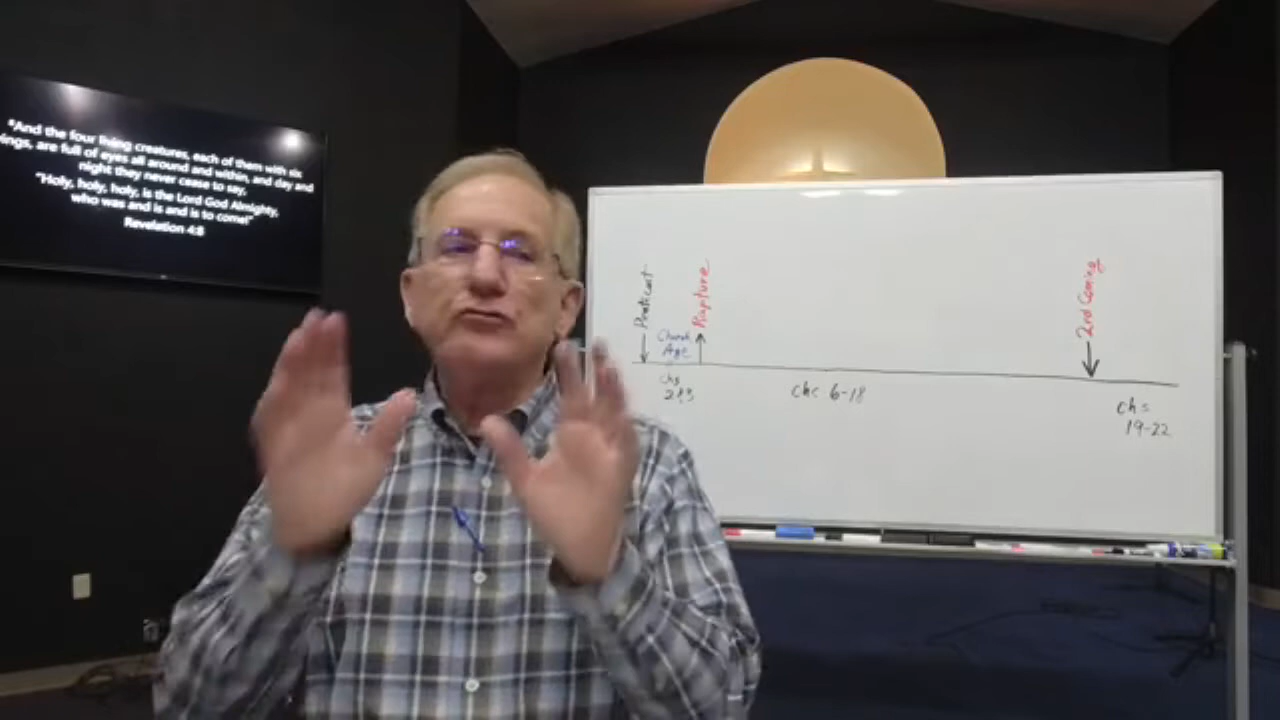 "And the four living creatures, each of them with six
wings, are full of eyes all around and within, and day and
night they never cease to say,
"Holy, holy, holy, is the Lord God Almighty,
who was and is and is to come!"
Revelation 4:8
Penticost
Rapture
2nd Coming
Church
Age
chs
2&3
chs 6-18
chs
19-22